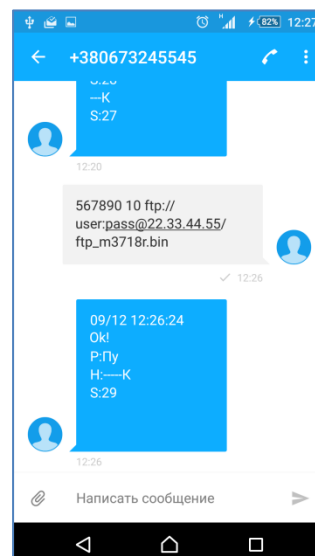 82% 12:27
+380673245545
S:28
---K
S:27
12:20
567890 10 ftp://
user:pass@22.33.44.55/
ftp_m3718r.bin
12:26
09/12 12:26:24
Ok!
P:Пу
H:-----К
S:29
12:26
Написать сообщение